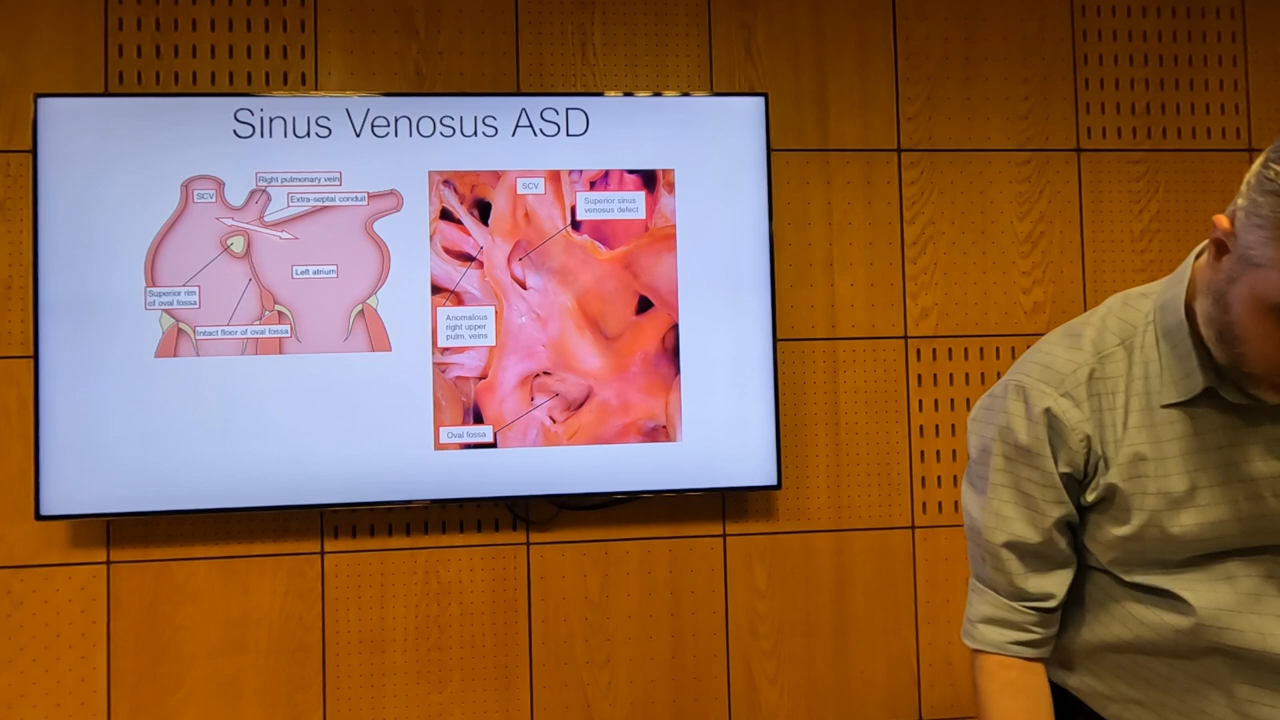 Sinus Venosus ASD
SCV
Right pulmonary vein
Extra-septal conduit
Left atrium
Superior rim
of oval fossa
Intact floor of oval fossa
SCV
Superior sinus
venosus defect
Anomalous
right upper
pulm. veins
Oval fossa